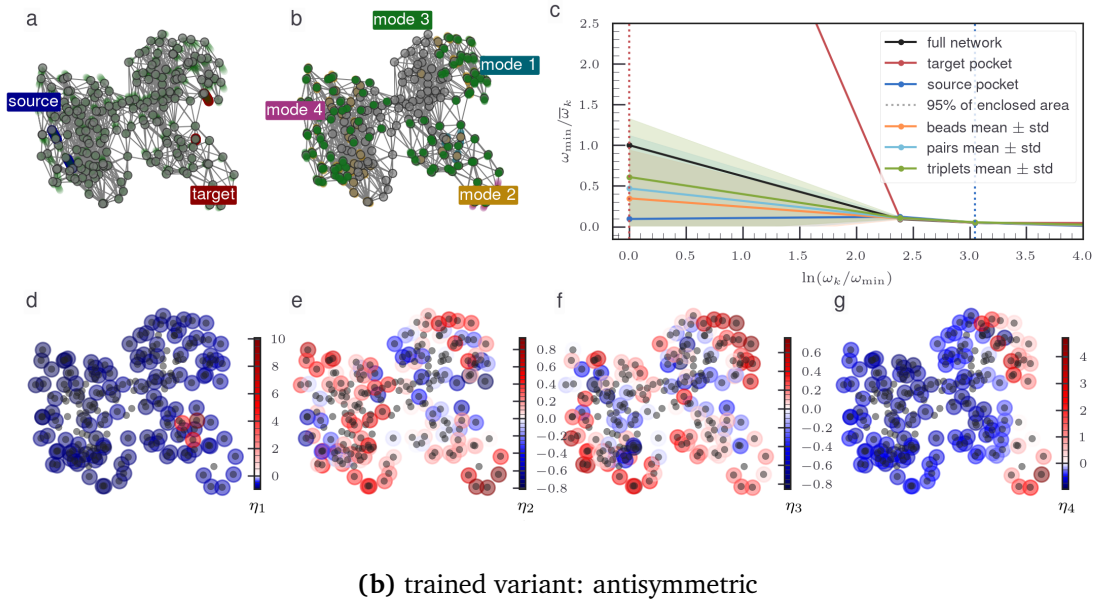 a
b
c
source
target
mode 3
mode 1
mode 4
mode 2
2.5
2.0
1.5
1.0
0.5
0.0
ω_min/ω̄_k
full network
target pocket
source pocket
95% of enclosed area
beads mean ± std
pairs mean ± std
triplets mean ± std
0.0 0.5 1.0 1.5 2.0 2.5 3.0 3.5 4.0
ln(ω_k/ω_min)
d
e
f
g
10
8
6
4
2
0
η1
0.8
0.6
0.4
0.2
0.0
−0.2
−0.4
−0.6
−0.8
η2
0.6
0.4
0.2
0.0
−0.2
−0.4
−0.6
−0.8
η3
4
3
2
1
0
η4
(b) trained variant: antisymmetric